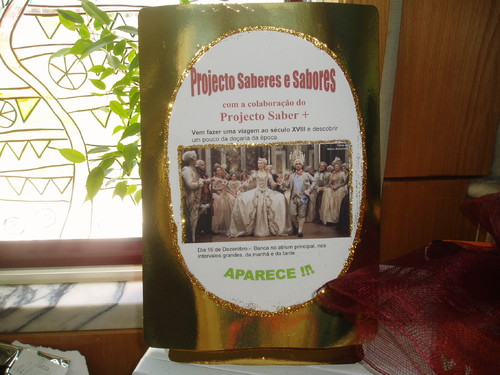 Projecto Saberes e Sabores
com a colaboração do
Projecto Saber +
Vem fazer uma viagem ao século XVIII e descobrir
um pouco da doçaria da época.
Dia 15 de Dezembro - Banca no atrium principal, nos
intervalos grandes, da manhã e da tarde.
APARECE !!!